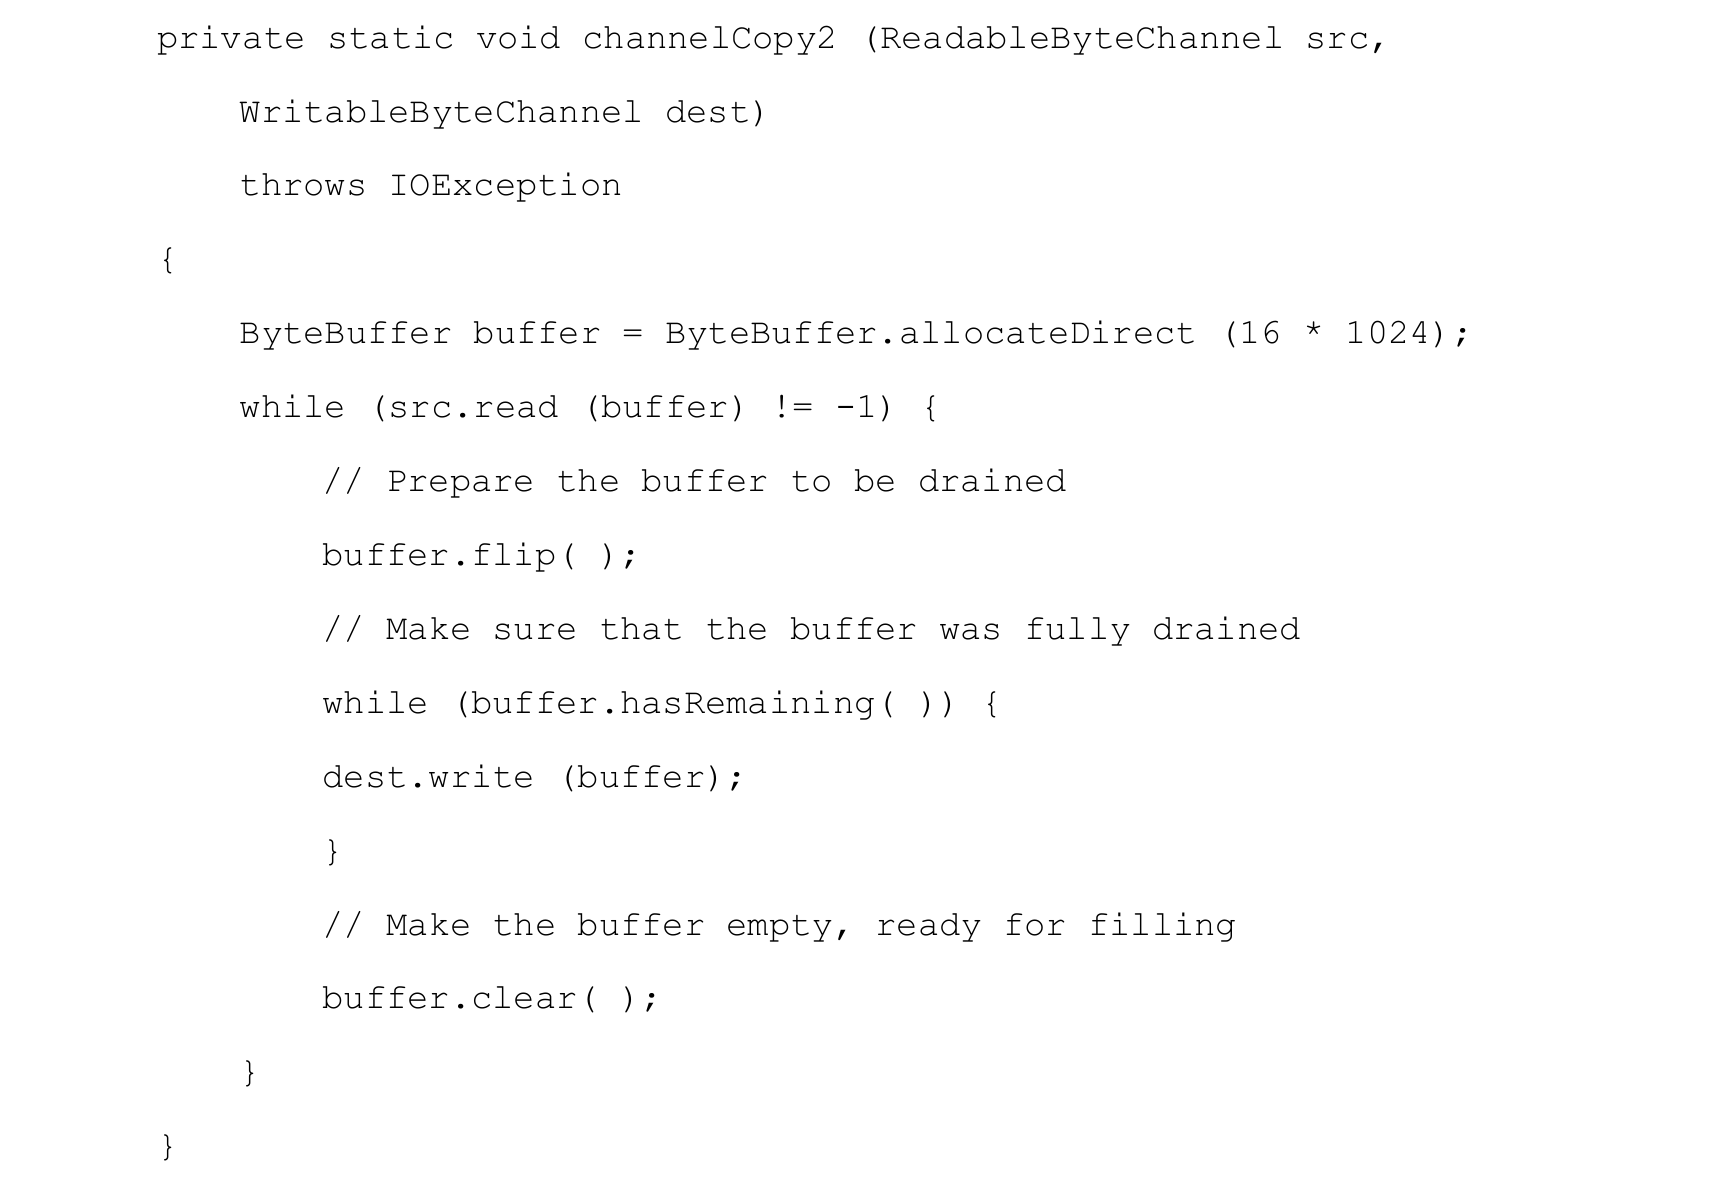 private static void channelCopy2 (ReadableByteChannel src,
WritableByteChannel dest)
throws IOException
{
ByteBuffer buffer = ByteBuffer.allocateDirect (16 * 1024);
while (src.read (buffer) != -1) {
// Prepare the buffer to be drained
buffer.flip( );
// Make sure that the buffer was fully drained
while (buffer.hasRemaining( )) {
dest.write (buffer);
}
// Make the buffer empty, ready for filling
buffer.clear( );
}
}